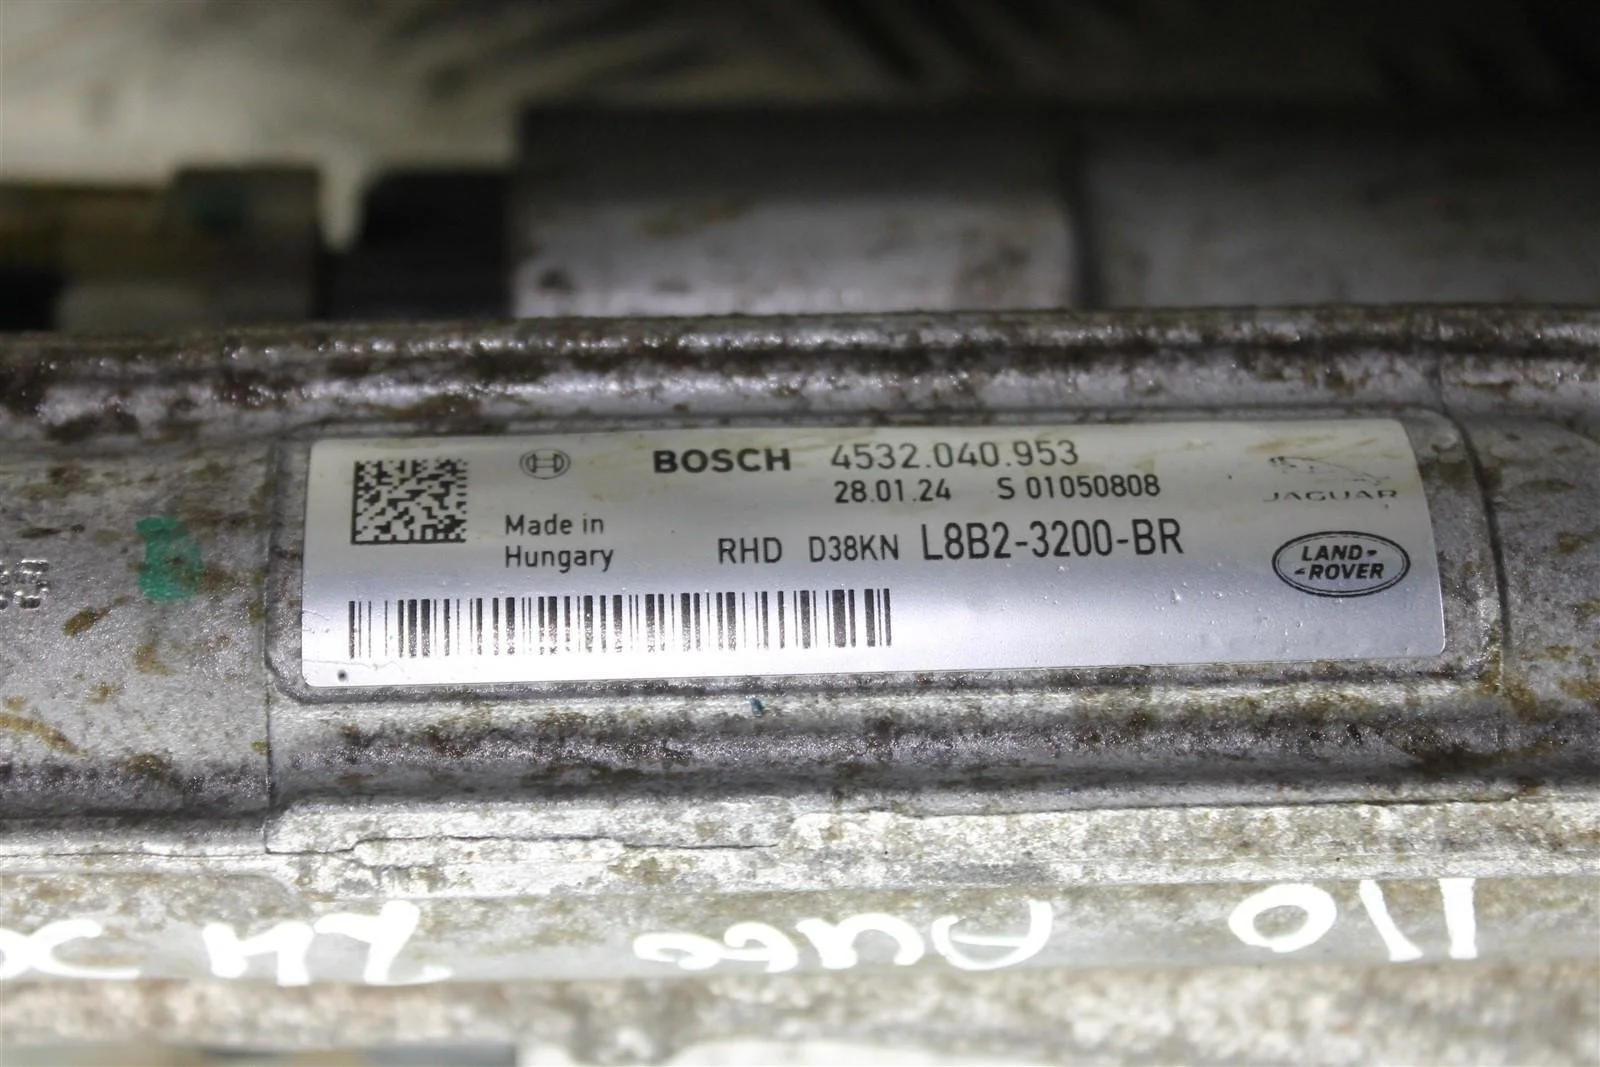 BOSCH 4532.040.953
28.01.24 S 01050808
JAGUAR
Made in
Hungary
RHD D38KN L8B2-3200-BR
LAND-
-ROVER
110 Auto 24